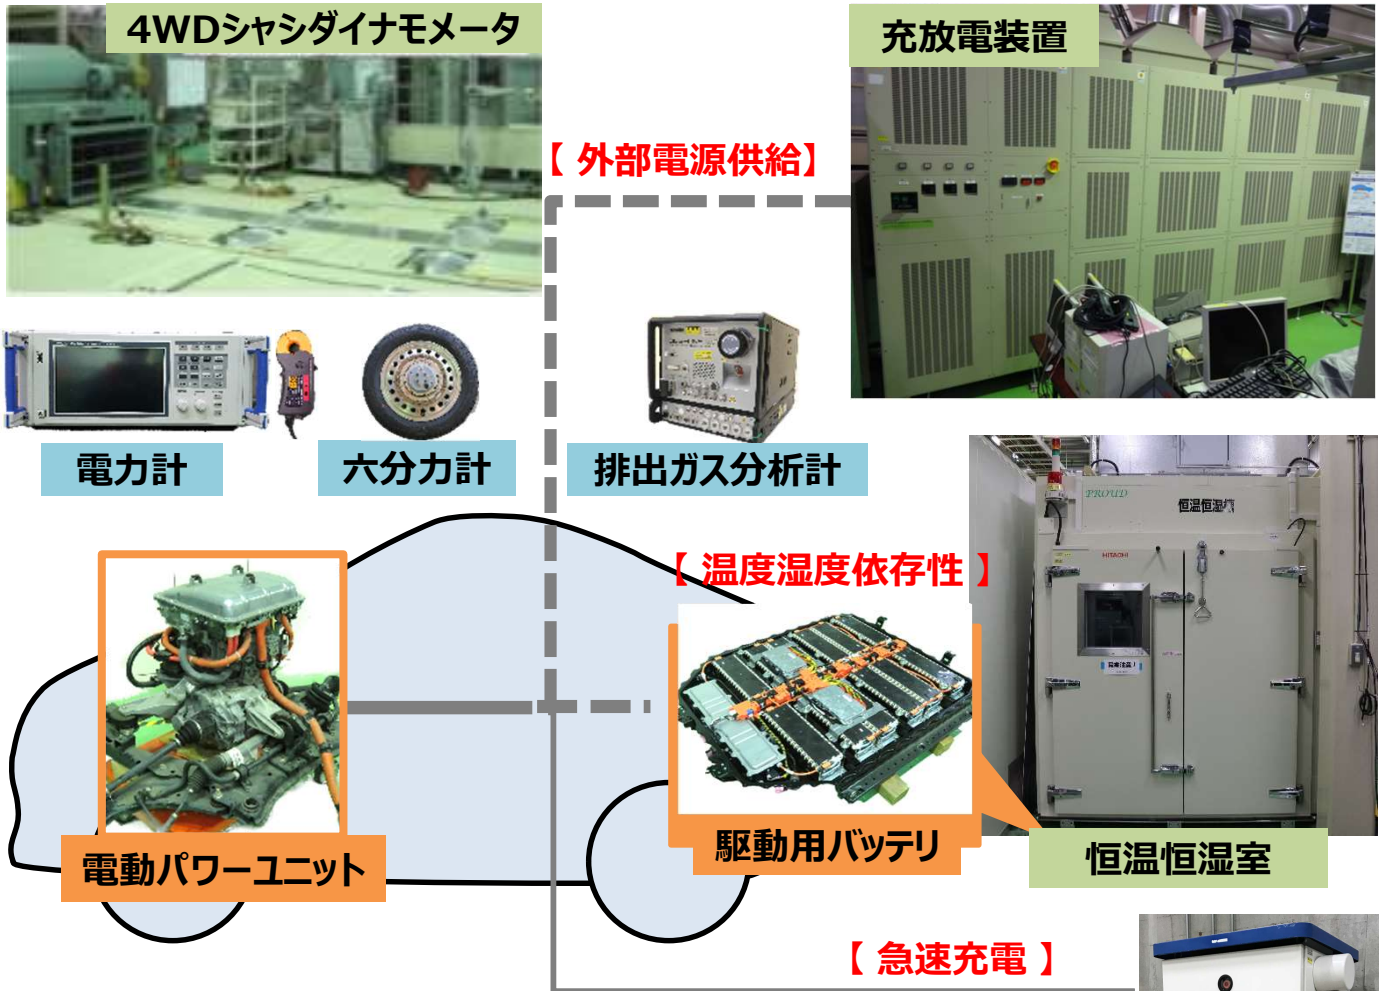 4WDシャシダイナモメータ
充放電装置
【 外部電源供給】
電力計
六分力計
排出ガス分析計
PROUD
恒温恒湿槽
HITACHI
【 温度湿度依存性 】
駆動用バッテリ
電動パワーユニット
恒温恒湿室
【 急速充電 】